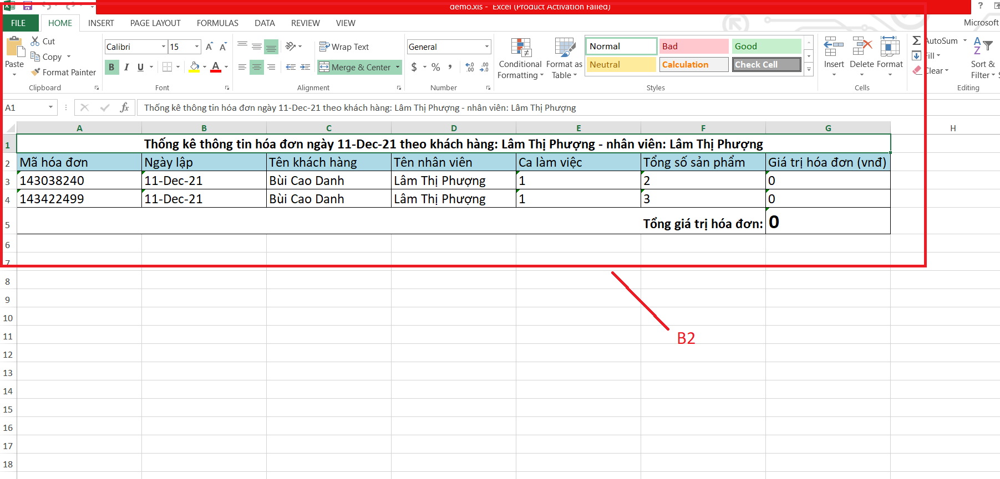 demo.xls - Excel (Product Activation Failed)
?
FILE HOME INSERT PAGE LAYOUT FORMULAS DATA REVIEW VIEW
Microsoft
Cut
Copy
Format Painter
Paste
Clipboard
Calibri 15 A A
B I U A
Font
Wrap Text
Merge & Center
Alignment
General
$ % , .00 .00
Number
Conditional Formatting
Format as Table
Normal Bad Good
Neutral Calculation Check Cell
Styles
Insert Delete Format
Cells
AutoSum
Fill
Clear
Sort &
Filter
Editing
A1 fx Thống kê thông tin hóa đơn ngày 11-Dec-21 theo khách hàng: Lâm Thị Phượng - nhân viên: Lâm Thị Phượng
A B C D E F G H
1 Thống kê thông tin hóa đơn ngày 11-Dec-21 theo khách hàng: Lâm Thị Phượng - nhân viên: Lâm Thị Phượng
2 Mã hóa đơn Ngày lập Tên khách hàng Tên nhân viên Ca làm việc Tổng số sản phẩm Giá trị hóa đơn (vnđ)
3 143038240 11-Dec-21 Bùi Cao Danh Lâm Thị Phượng 1 2 0
4 143422499 11-Dec-21 Bùi Cao Danh Lâm Thị Phượng 1 3 0
5 Tổng giá trị hóa đơn: 0
6
7
8
9
10
11
B2
12
13
14
15
16
17
18